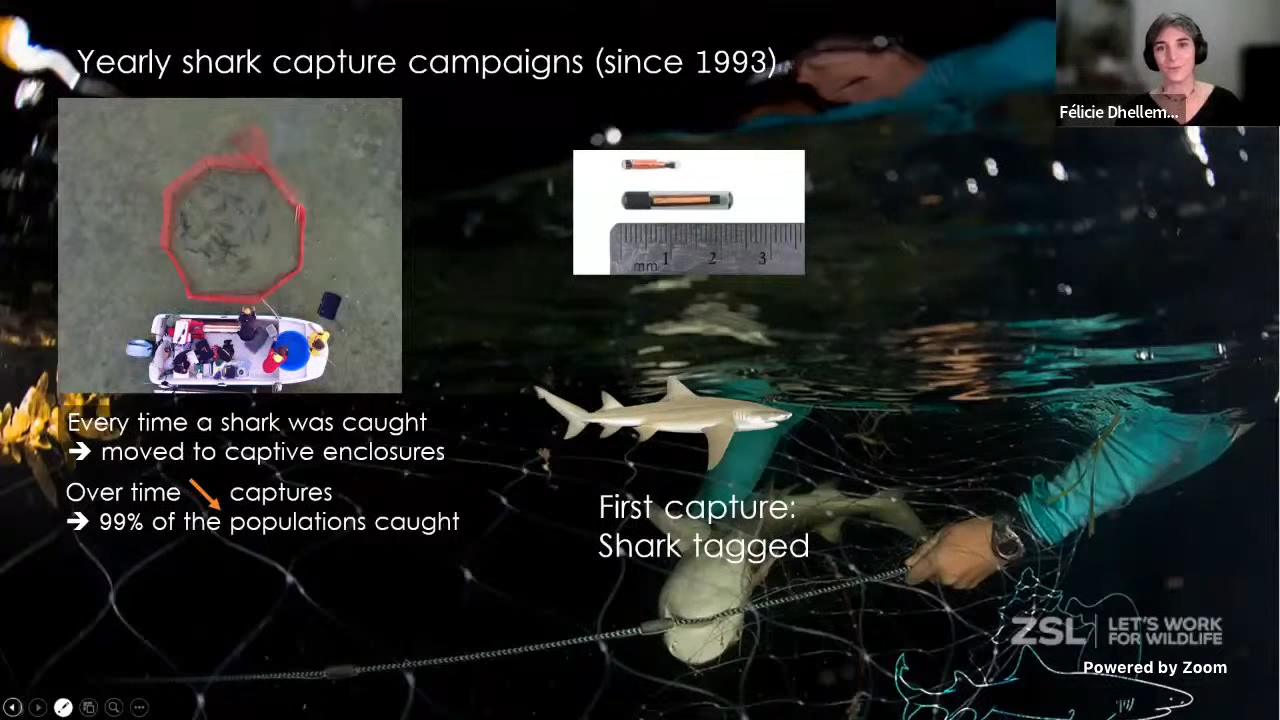 Yearly shark capture campaigns (since 1993)
Félicie Dhellem...
mm 1 2 3
Every time a shark was caught
➔ moved to captive enclosures
Over time captures
➔ 99% of the populations caught
First capture:
Shark tagged
ZSL LET'S WORK
FOR WILDLIFE
Powered by Zoom